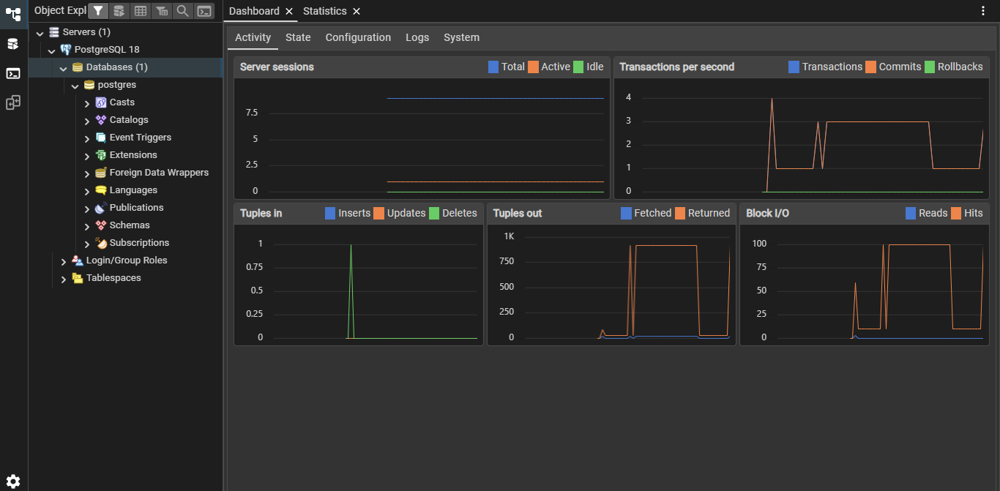 Object Expl
Dashboard
Statistics
Servers (1)
PostgreSQL 18
Databases (1)
postgres
Casts
Catalogs
Event Triggers
Extensions
Foreign Data Wrappers
Languages
Publications
Schemas
Subscriptions
Login/Group Roles
Tablespaces
Activity State Configuration Logs System
Server sessions Total Active Idle
7.5
5
2.5
0
Transactions per second Transactions Commits Rollbacks
4
3
2
1
0
Tuples in Inserts Updates Deletes
1
0.75
0.5
0.25
0
Tuples out Fetched Returned
1K
750
500
250
0
Block I/O Reads Hits
100
75
50
25
0